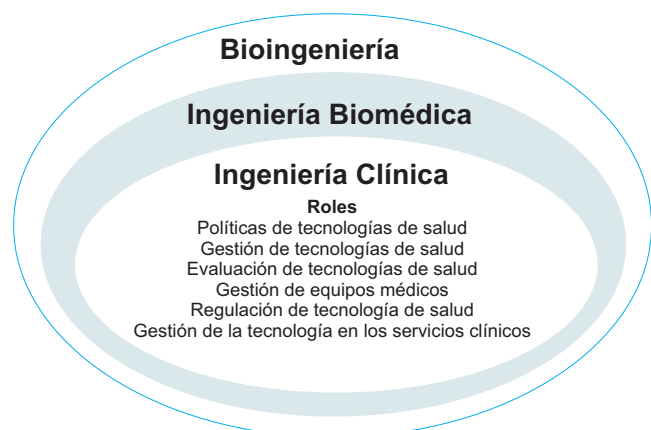 Bioingeniería
Ingeniería Biomédica
Ingeniería Clínica
Roles
Políticas de tecnologías de salud
Gestión de tecnologías de salud
Evaluación de tecnologías de salud
Gestión de equipos médicos
Regulación de tecnología de salud
Gestión de la tecnología en los servicios clínicos